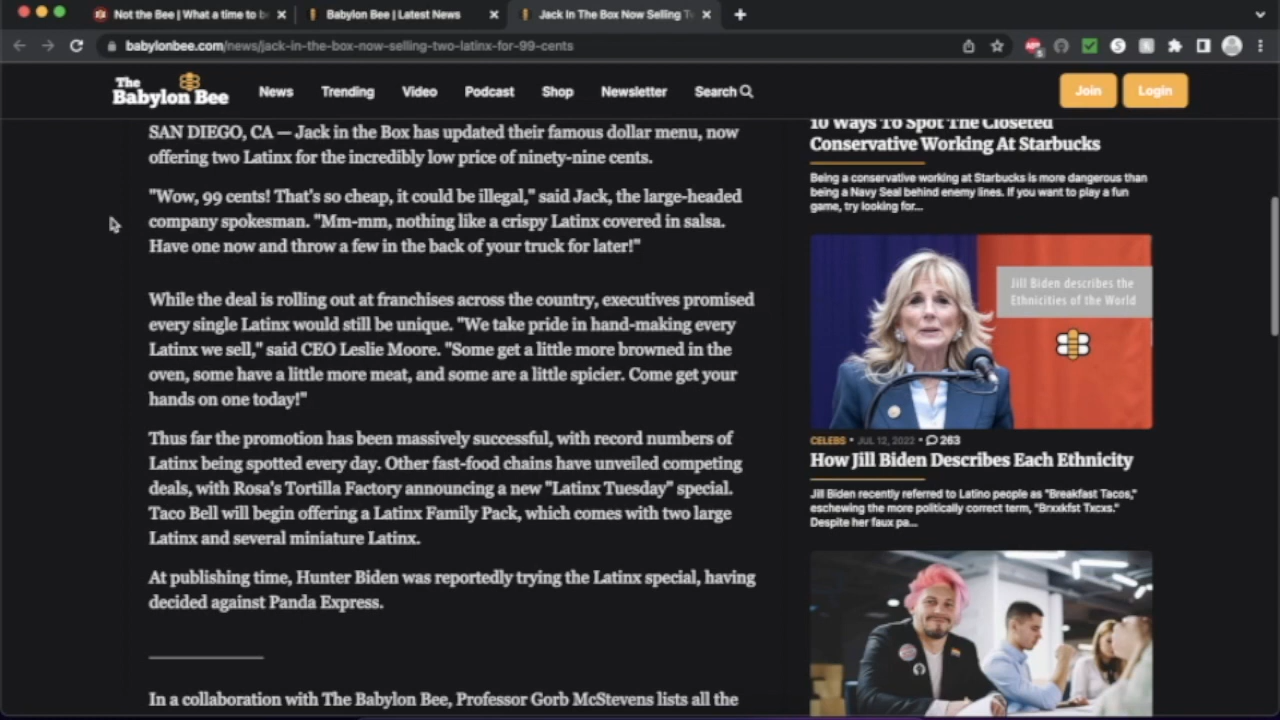 Not the Bee | What a time to b
Babylon Bee | Latest News
Jack In The Box Now Selling T
babylonbee.com/news/jack-in-the-box-now-selling-two-latinx-for-99-cents
The
Babylon Bee
News
Trending
Video
Podcast
Shop
Newsletter
Search
Join
Login
SAN DIEGO, CA — Jack in the Box has updated their famous dollar menu, now
offering two Latinx for the incredibly low price of ninety-nine cents.
"Wow, 99 cents! That's so cheap, it could be illegal," said Jack, the large-headed
company spokesman. "Mm-mm, nothing like a crispy Latinx covered in salsa.
Have one now and throw a few in the back of your truck for later!"
While the deal is rolling out at franchises across the country, executives promised
every single Latinx would still be unique. "We take pride in hand-making every
Latinx we sell," said CEO Leslie Moore. "Some get a little more browned in the
oven, some have a little more meat, and some are a little spicier. Come get your
hands on one today!"
Thus far the promotion has been massively successful, with record numbers of
Latinx being spotted every day. Other fast-food chains have unveiled competing
deals, with Rosa's Tortilla Factory announcing a new "Latinx Tuesday" special.
Taco Bell will begin offering a Latinx Family Pack, which comes with two large
Latinx and several miniature Latinx.
At publishing time, Hunter Biden was reportedly trying the Latinx special, having
decided against Panda Express.
In a collaboration with The Babylon Bee, Professor Gorb McStevens lists all the
10 Ways To Spot The Closeted
Conservative Working At Starbucks
Being a conservative working at Starbucks is more dangerous than
being a Navy Seal behind enemy lines. If you want to play a fun
game, try looking for...
Jill Biden describes the
Ethnicities of the World
CELEBS • JUL 12, 2022 • 263
How Jill Biden Describes Each Ethnicity
Jill Biden recently referred to Latino people as "Breakfast Tacos,"
eschewing the more politically correct term, "Brxxkfst Txcxs."
Despite her faux pa...